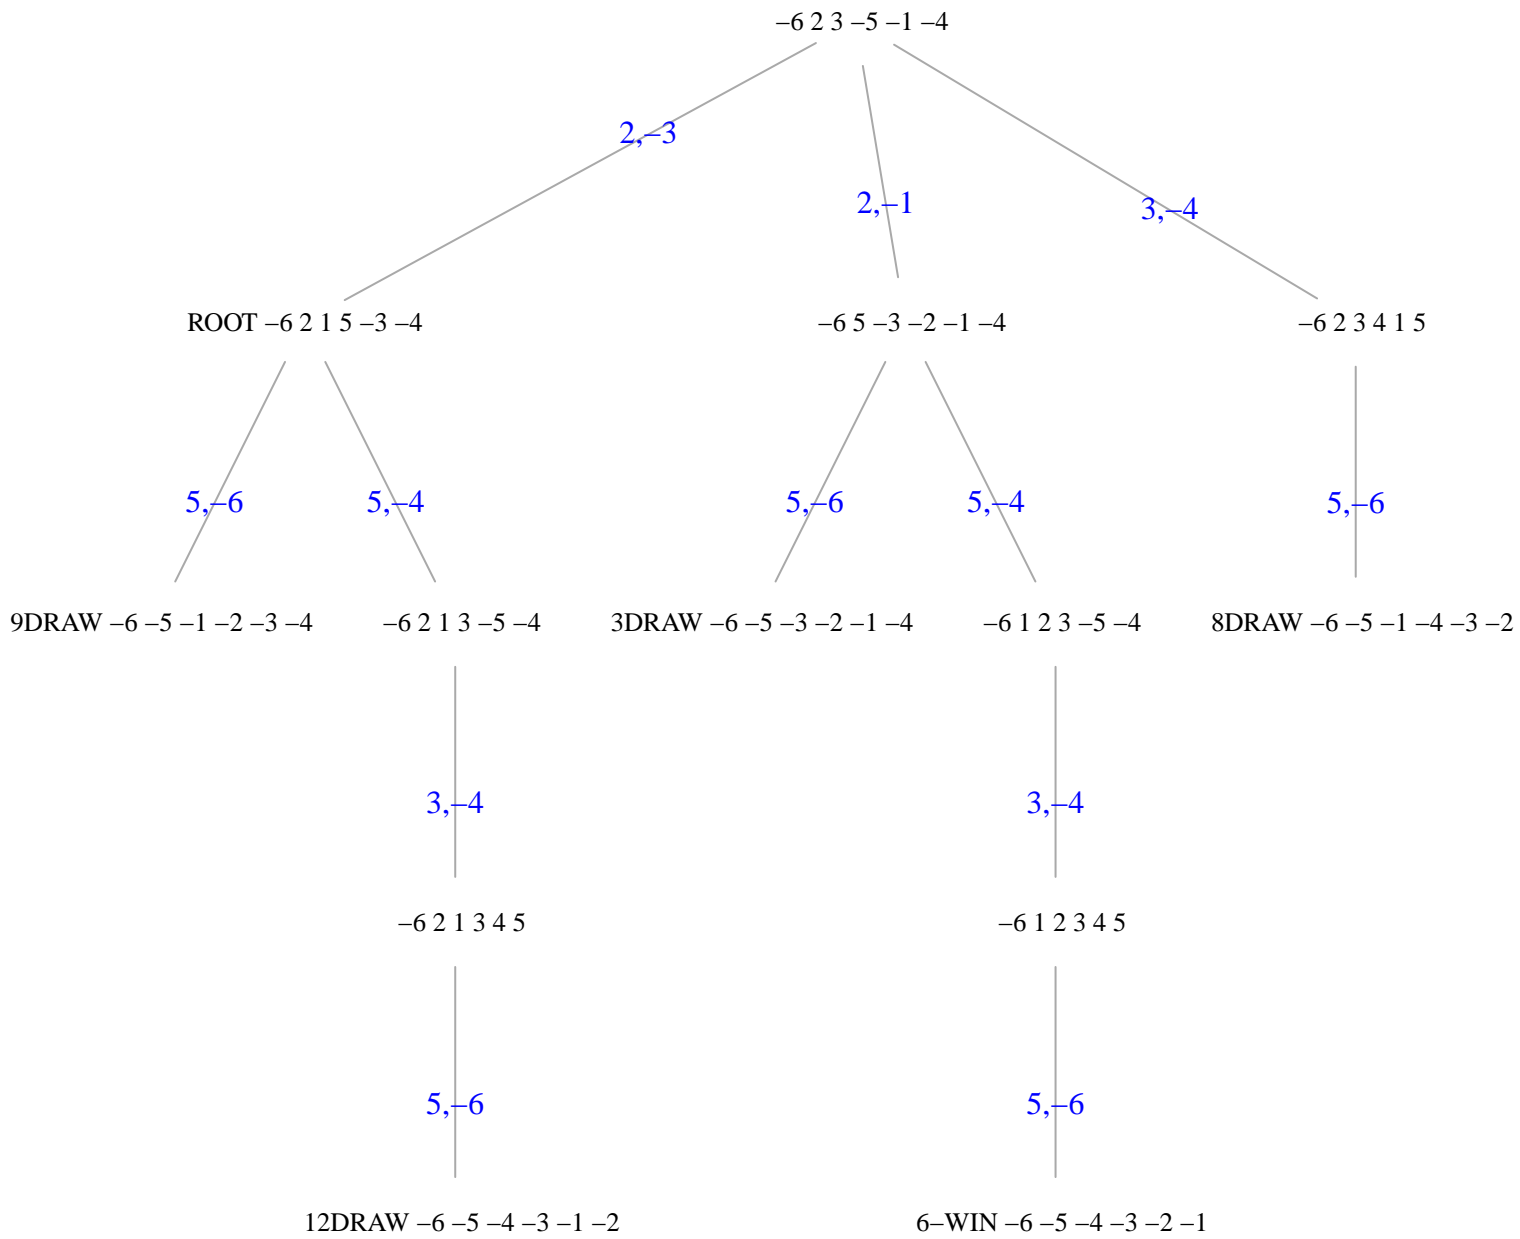 –6 2 3 –5 –1 –4
2,–3
2,–1
3,–4
ROOT –6 2 1 5 –3 –4
–6 5 –3 –2 –1 –4
–6 2 3 4 1 5
5,–6
5,–4
5,–6
5,–4
5,–6
9DRAW –6 –5 –1 –2 –3 –4
–6 2 1 3 –5 –4
3DRAW –6 –5 –3 –2 –1 –4
–6 1 2 3 –5 –4
8DRAW –6 –5 –1 –4 –3 –2
3,–4
3,–4
–6 2 1 3 4 5
–6 1 2 3 4 5
5,–6
5,–6
12DRAW –6 –5 –4 –3 –1 –2
6–WIN –6 –5 –4 –3 –2 –1